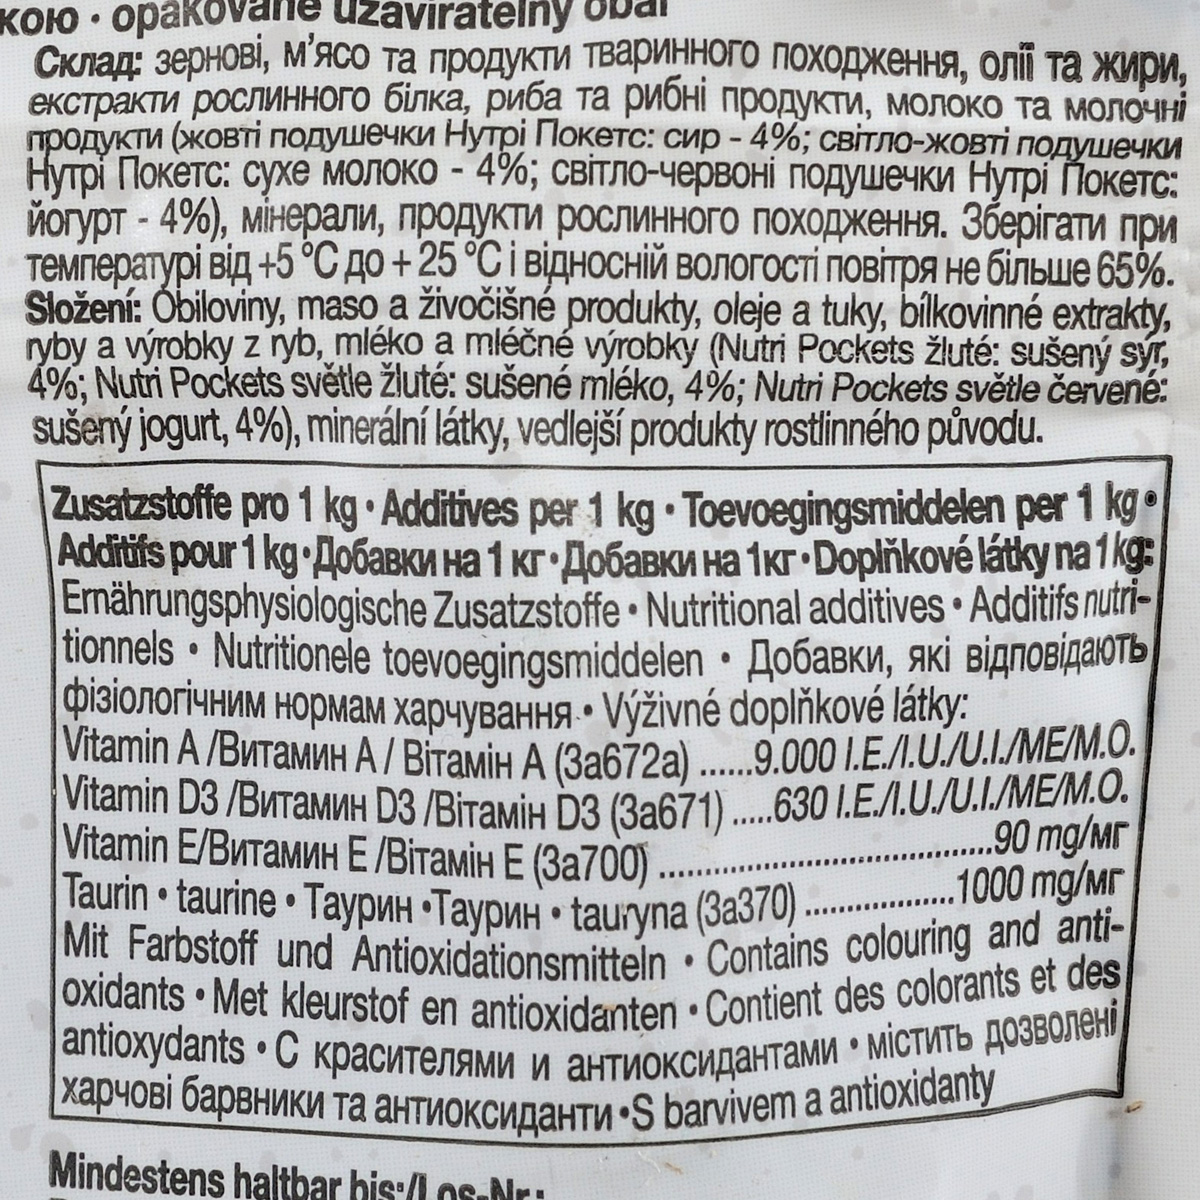 кою · opakovaně uzavíratelný obal
Склад: зернові, м'ясо та продукти тваринного походження, олії та жири,
екстракти рослинного білка, риба та рибні продукти, молоко та молочні
продукти (жовті подушечки Нутрі Покетс: сир - 4%; світло-жовті подушечки
Нутрі Покетс: сухе молоко - 4%; світло-червоні подушечки Нутрі Покетс:
йогурт - 4%), мінерали, продукти рослинного походження. Зберігати при
температурі від +5 °C до + 25 °C і відносній вологості повітря не більше 65%.
Složení: Obiloviny, maso a živočišné produkty, oleje a tuky, bílkovinné extrakty,
ryby a výrobky z ryb, mléko a mléčné výrobky (Nutri Pockets žluté: sušený sýr,
4%; Nutri Pockets světle žluté: sušené mléko, 4%; Nutri Pockets světle červené:
sušený jogurt, 4%), minerální látky, vedlejší produkty rostlinného původu.
Zusatzstoffe pro 1 kg · Additives per 1 kg · Toevoegingsmiddelen per 1 kg ·
Additifs pour 1 kg · Добавки на 1 кг · Добавки на 1кг · Doplňkové látky na 1 kg:
Ernährungsphysiologische Zusatzstoffe · Nutritional additives · Additifs nutri-
tionnels · Nutritionele toevoegingsmiddelen · Добавки, які відповідають
фізіологічним нормам харчування · Výživné doplňkové látky:
Vitamin A /Витамин A / Вітамін A (3a672a) ......9.000 I.E./I.U./U.I./ME/M.O.
Vitamin D3 /Витамин D3 /Вітамін D3 (3a671) .....630 I.E./I.U./U.I./ME/M.O.
Vitamin E/Витамин E /Вітамін E (3a700) ..........................................90 mg/мг
Taurin · taurine · Таурин ·Таурин · tauryna (3a370) ...................1000 mg/мг
Mit Farbstoff und Antioxidationsmitteln · Contains colouring and anti-
oxidants · Met kleurstof en antioxidanten · Contient des colorants et des
antioxydants · С красителями и антиоксидантами · містить дозволені
харчові барвники та антиоксиданти ·S barvivem a antioxidanty
Mindestens haltbar bis:/Los-Nr.: